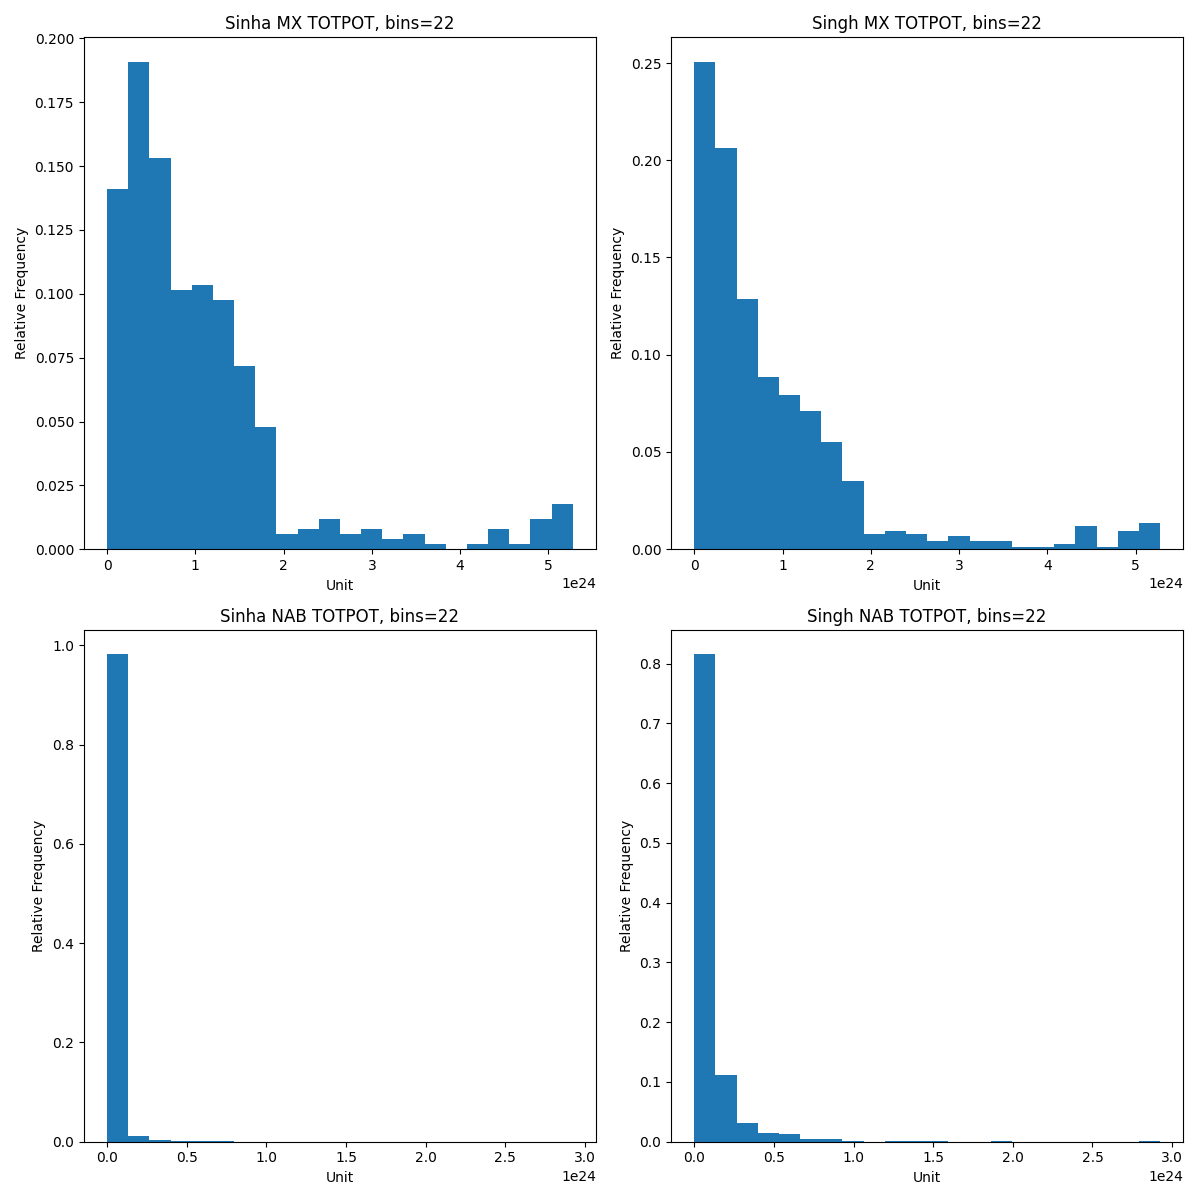 Sinha MX TOTPOT, bins=22
0.200
0.175
0.150
0.125
0.100
0.075
0.050
0.025
0.000
Relative Frequency
0 1 2 3 4 5
1e24
Unit
Singh MX TOTPOT, bins=22
0.25
0.20
0.15
0.10
0.05
0.00
Relative Frequency
0 1 2 3 4 5
1e24
Unit
Sinha NAB TOTPOT, bins=22
1.0
0.8
0.6
0.4
0.2
0.0
Relative Frequency
0.0 0.5 1.0 1.5 2.0 2.5 3.0
1e24
Unit
Singh NAB TOTPOT, bins=22
0.8
0.7
0.6
0.5
0.4
0.3
0.2
0.1
0.0
Relative Frequency
0.0 0.5 1.0 1.5 2.0 2.5 3.0
1e24
Unit